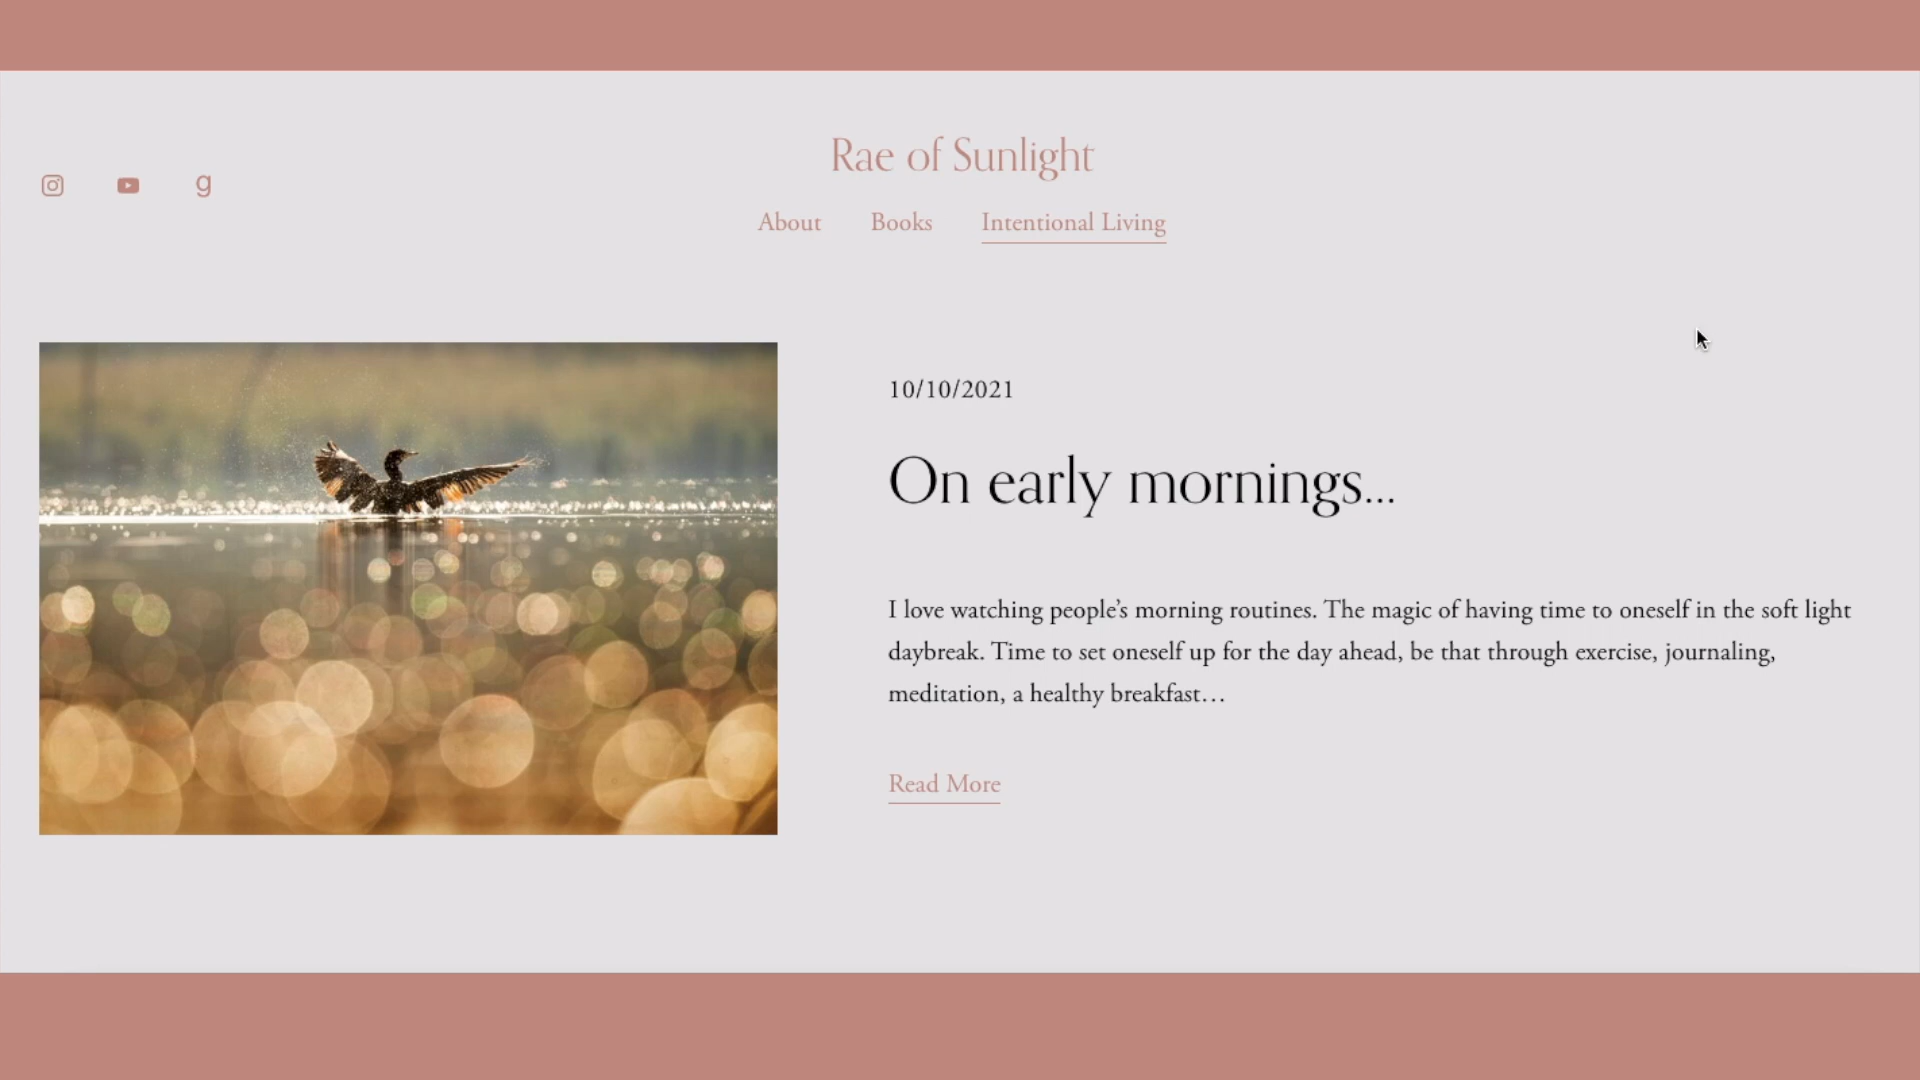 Rae of Sunlight
g
About Books Intentional Living
10/10/2021
On early mornings...
I love watching people’s morning routines. The magic of having time to oneself in the soft light
daybreak. Time to set oneself up for the day ahead, be that through exercise, journaling,
meditation, a healthy breakfast…
Read More